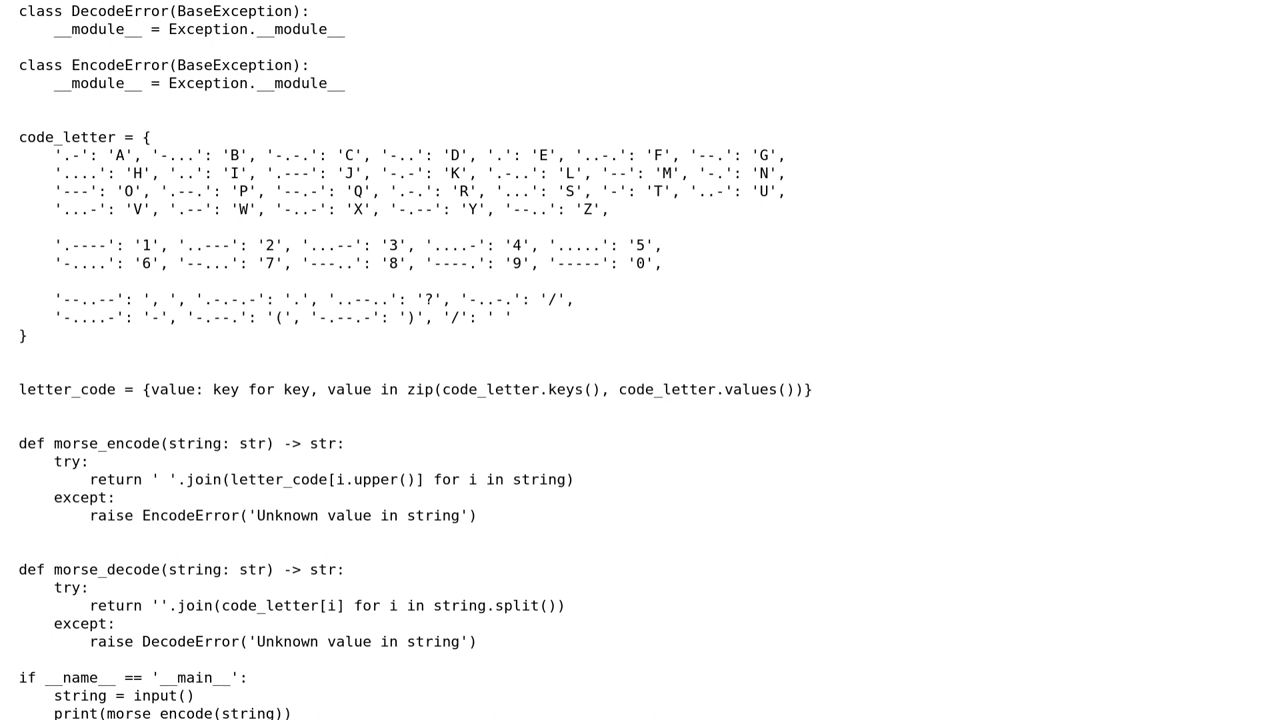 class DecodeError(BaseException):
    __module__ = Exception.__module__

class EncodeError(BaseException):
    __module__ = Exception.__module__


code_letter = {
    '.-': 'A', '-...': 'B', '-.-.': 'C', '-..': 'D', '.': 'E', '..-.': 'F', '--.': 'G',
    '....': 'H', '..': 'I', '.---': 'J', '-.-': 'K', '.-..': 'L', '--': 'M', '-.': 'N',
    '---': 'O', '.--.': 'P', '--.-': 'Q', '.-.': 'R', '...': 'S', '-': 'T', '..-': 'U',
    '...-': 'V', '.--': 'W', '-..-': 'X', '-.--': 'Y', '--..': 'Z',

    '.----': '1', '..---': '2', '...--': '3', '....-': '4', '.....': '5',
    '-....': '6', '--...': '7', '---..': '8', '----.': '9', '-----': '0',

    '--..--': ', ', '.-.-.-': '.', '..--..': '?', '-..-.': '/',
    '-....-': '-', '-.--.': '(', '-.--.-': ')', '/': ' '
}


letter_code = {value: key for key, value in zip(code_letter.keys(), code_letter.values())}


def morse_encode(string: str) -> str:
    try:
        return ' '.join(letter_code[i.upper()] for i in string)
    except:
        raise EncodeError('Unknown value in string')


def morse_decode(string: str) -> str:
    try:
        return ''.join(code_letter[i] for i in string.split())
    except:
        raise DecodeError('Unknown value in string')

if __name__ == '__main__':
    string = input()
    print(morse_encode(string))